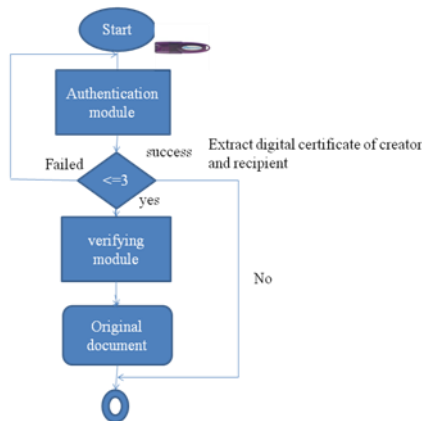 Start
Authentication
module
success
Extract digital certificate of creator
and recipient
Failed
<=3
yes
verifying
module
No
Original
document